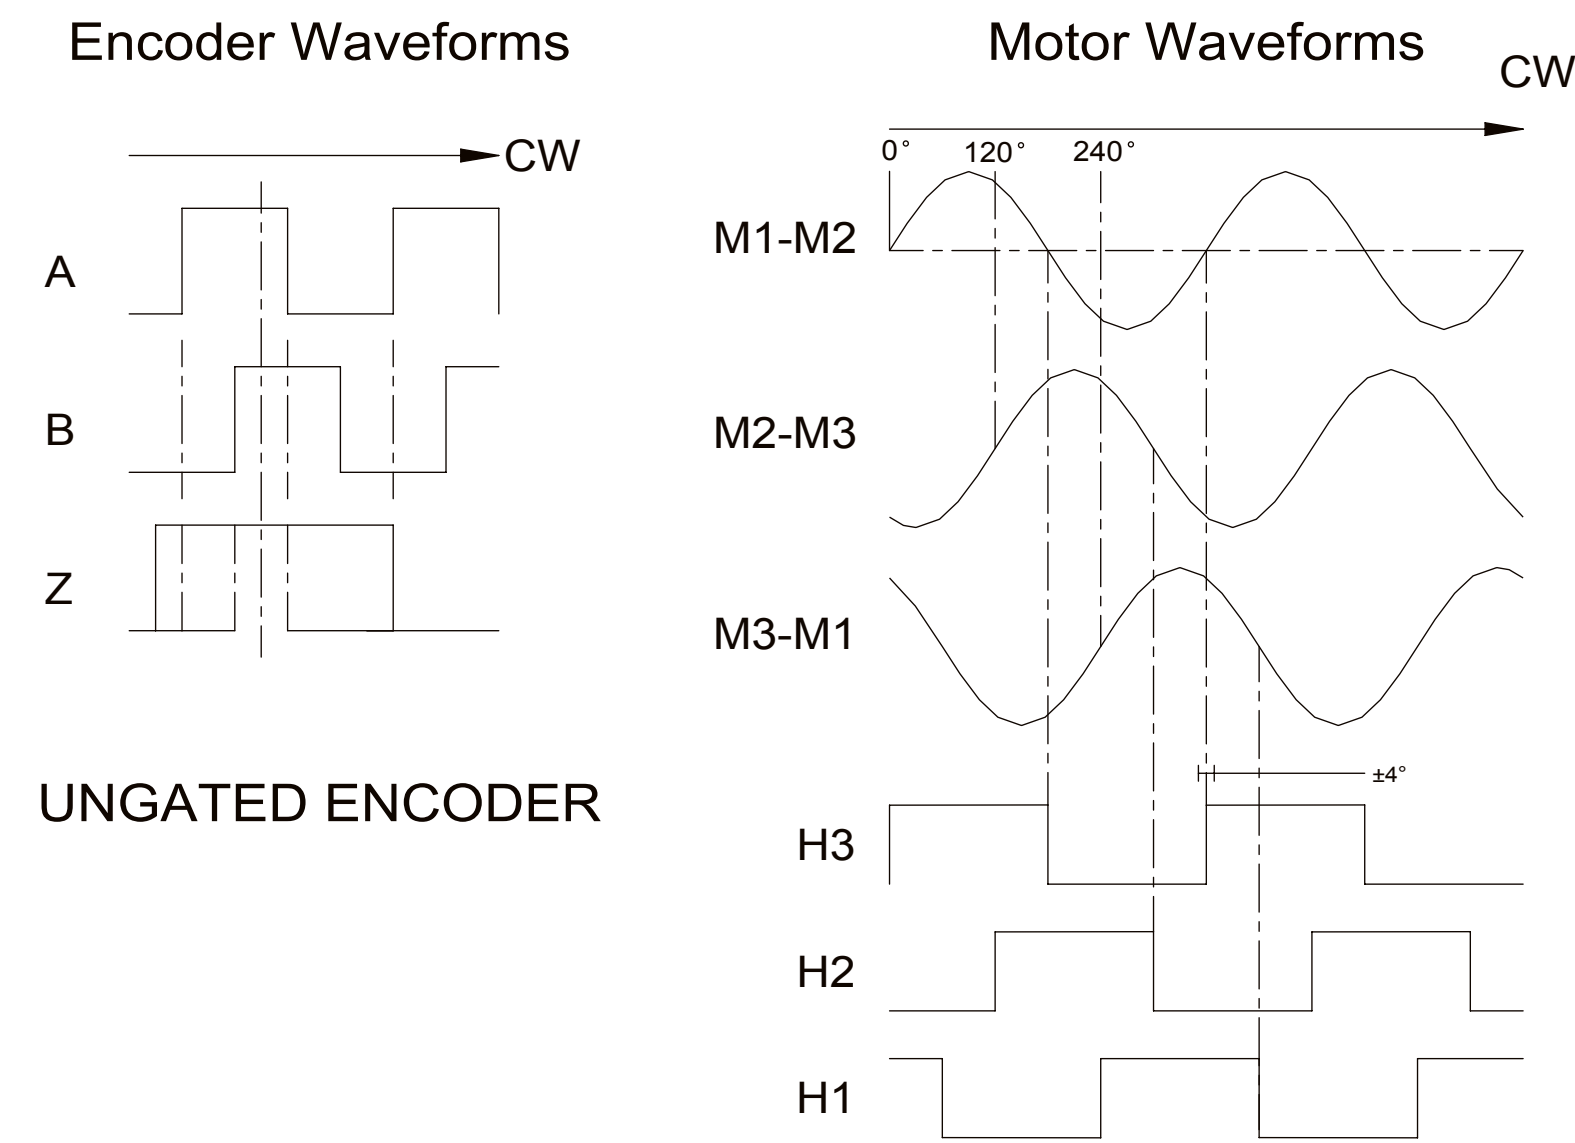 Encoder Waveforms
CW
A
B
Z
UNGATED ENCODER
Motor Waveforms
CW
0° 120° 240°
M1-M2
M2-M3
M3-M1
±4°
H3
H2
H1